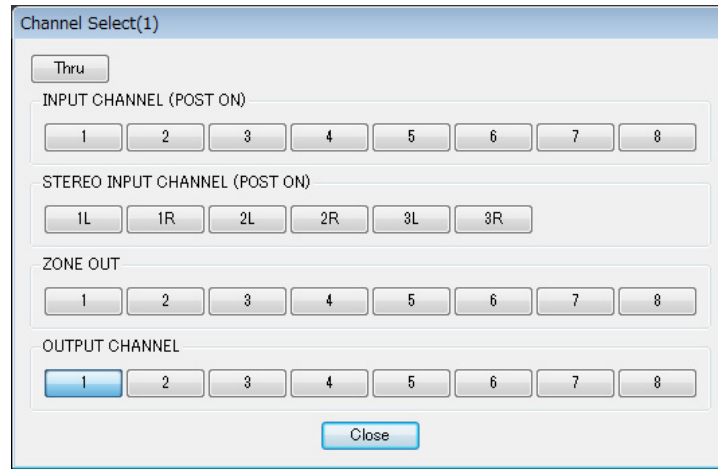 Channel Select(1)
Thru
INPUT CHANNEL (POST ON)
1 2 3 4 5 6 7 8
STEREO INPUT CHANNEL (POST ON)
1L 1R 2L 2R 3L 3R
ZONE OUT
1 2 3 4 5 6 7 8
OUTPUT CHANNEL
1 2 3 4 5 6 7 8
Close